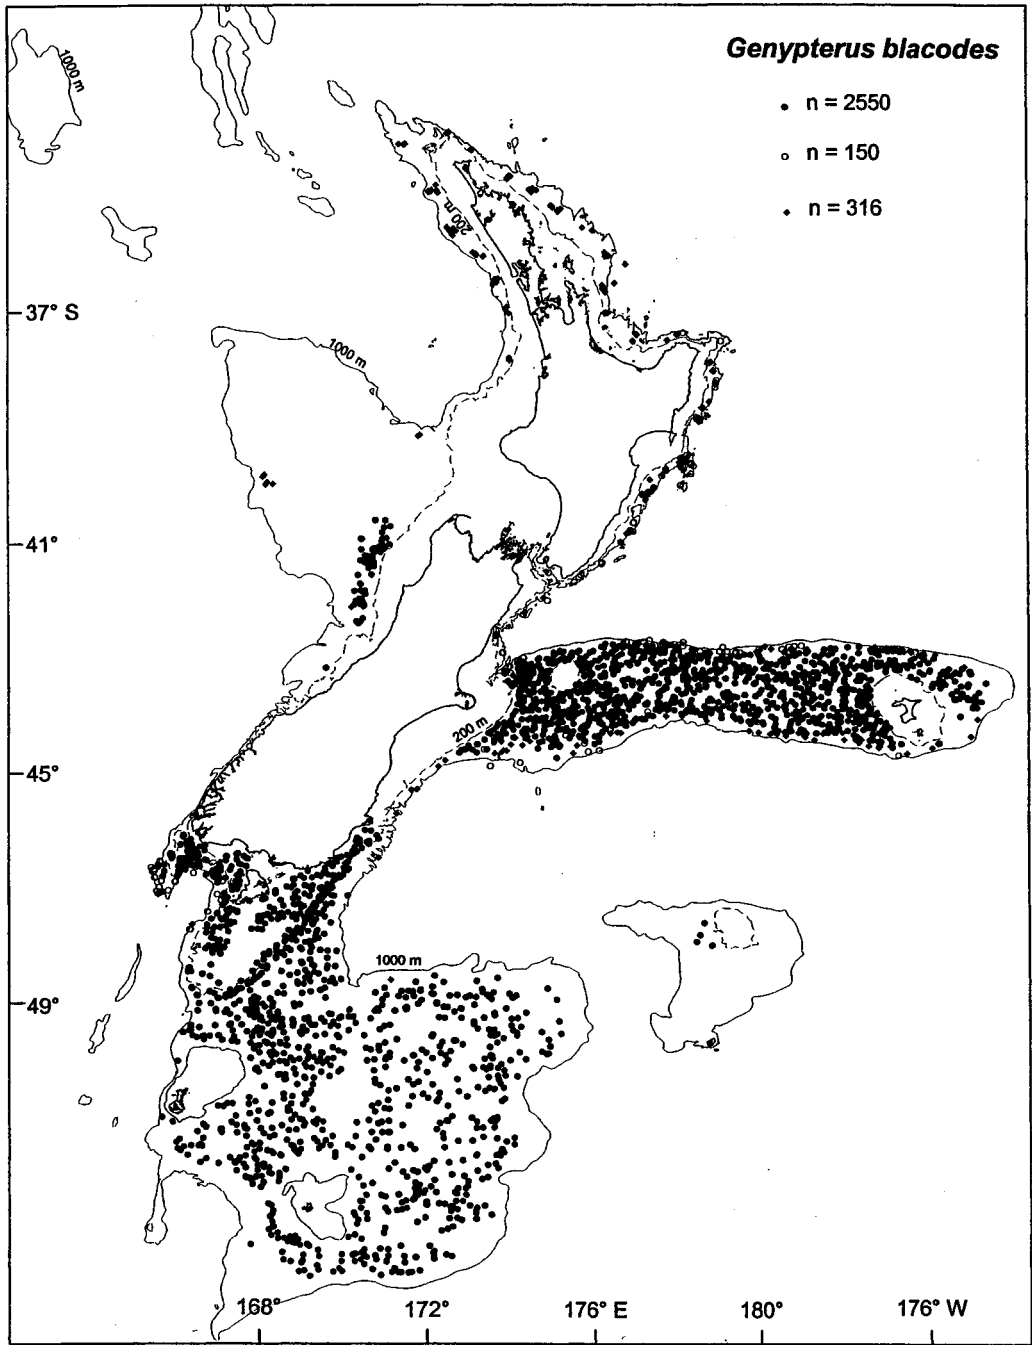 1000 m
Genypterus blacodes
n = 2550
n = 150
n = 316
200 m
37° S
1000 m
41°
200 m
45°
1000 m
49°
168°
172°
176° E
180°
176° W